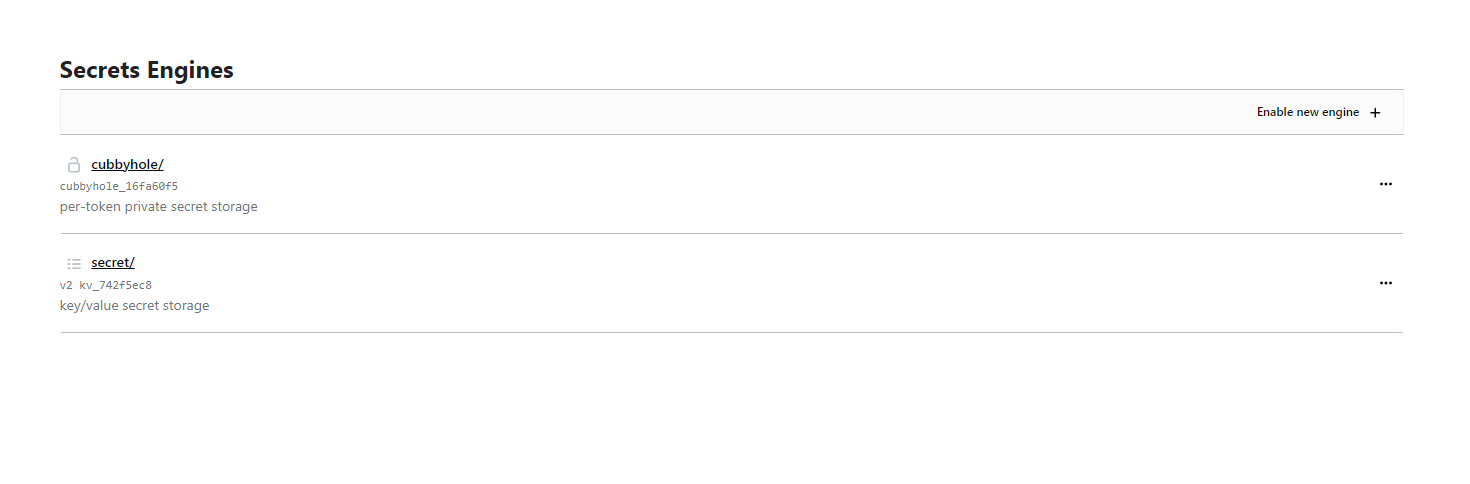 Secrets Engines
Enable new engine
cubbyhole/
cubbyhole_16fa60f5
per-token private secret storage
secret/
v2 kv_742f5ec8
key/value secret storage